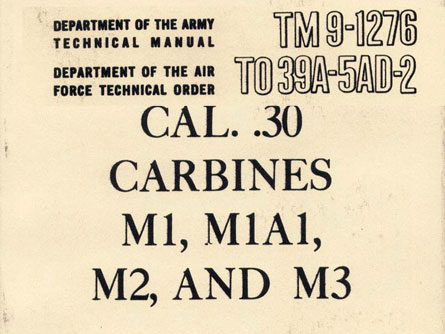 DEPARTMENT OF THE ARMY
TECHNICAL MANUAL
TM 9-1276
DEPARTMENT OF THE AIR
FORCE TECHNICAL ORDER
TO 39A-5AD-2
CAL. .30
CARBINES
M1, M1A1,
M2, AND M3